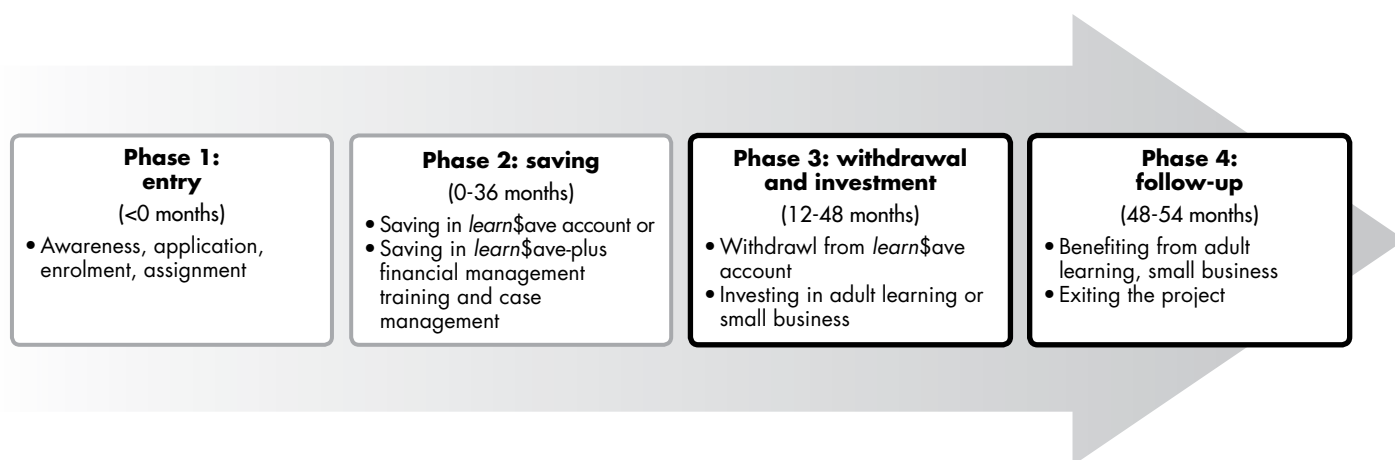 Phase 1:
entry
(<0 months)
• Awareness, application,
enrolment, assignment
Phase 2: saving
(0-36 months)
• Saving in learn$ave account or
• Saving in learn$ave-plus
financial management
training and case
management
Phase 3: withdrawal
and investment
(12-48 months)
• Withdrawl from learn$ave
account
• Investing in adult learning or
small business
Phase 4:
follow-up
(48-54 months)
• Benefiting from adult
learning, small business
• Exiting the project